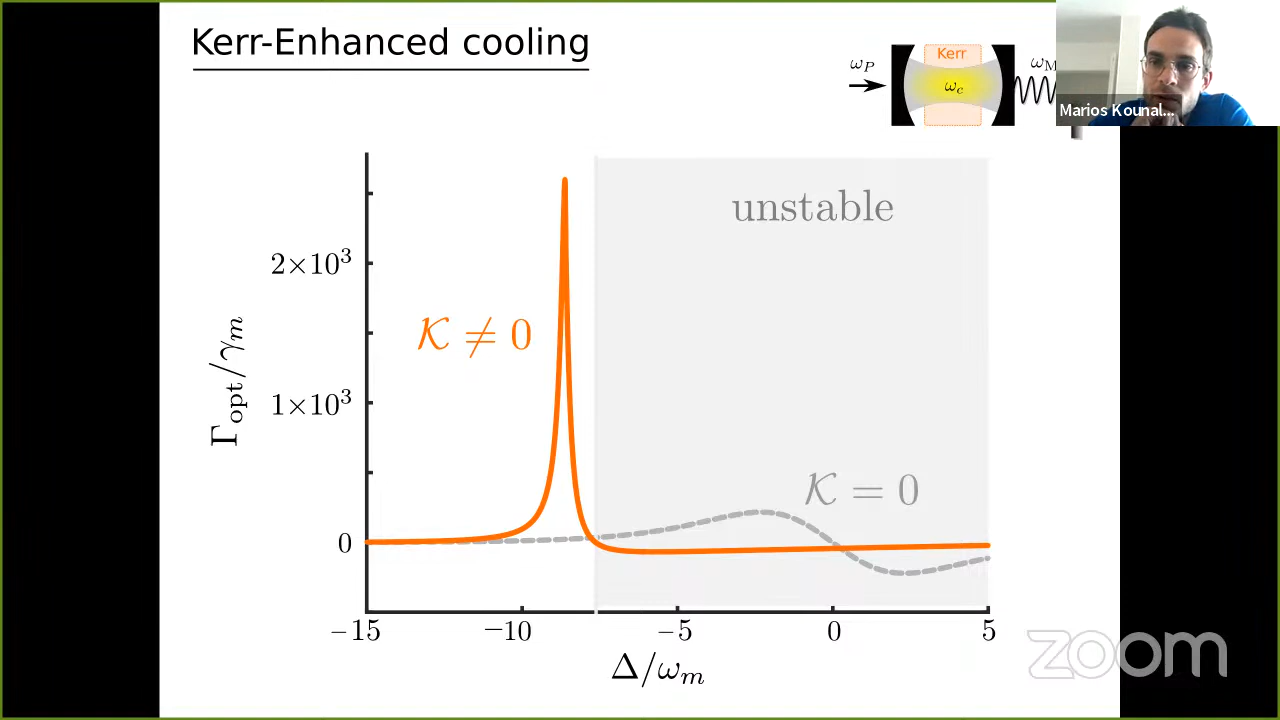 Kerr-Enhanced cooling
Kerr
ω_P
ω_c
ω_M
Marios Kounal...
unstable
2×10³
𝒦 ≠ 0
1×10³
Γ_opt/γ_m
𝒦 = 0
0
−15
−10
−5
0
5
Δ/ω_m
zoom